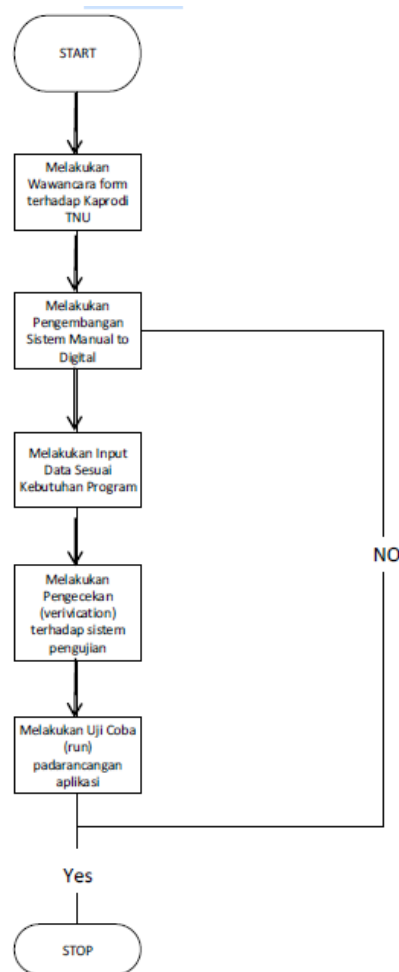 START
Melakukan
Wawancara form
terhadap Kaprodi
TNU
Melakukan
Pengembangan
Sistem Manual to
Digital
Melakukan Input
Data Sesuai
Kebutuhan Program
NO
Melakukan
Pengecekan
(verivication)
terhadap sistem
pengujian
Melakukan Uji Coba
(run)
padarancangan
aplikasi
Yes
STOP